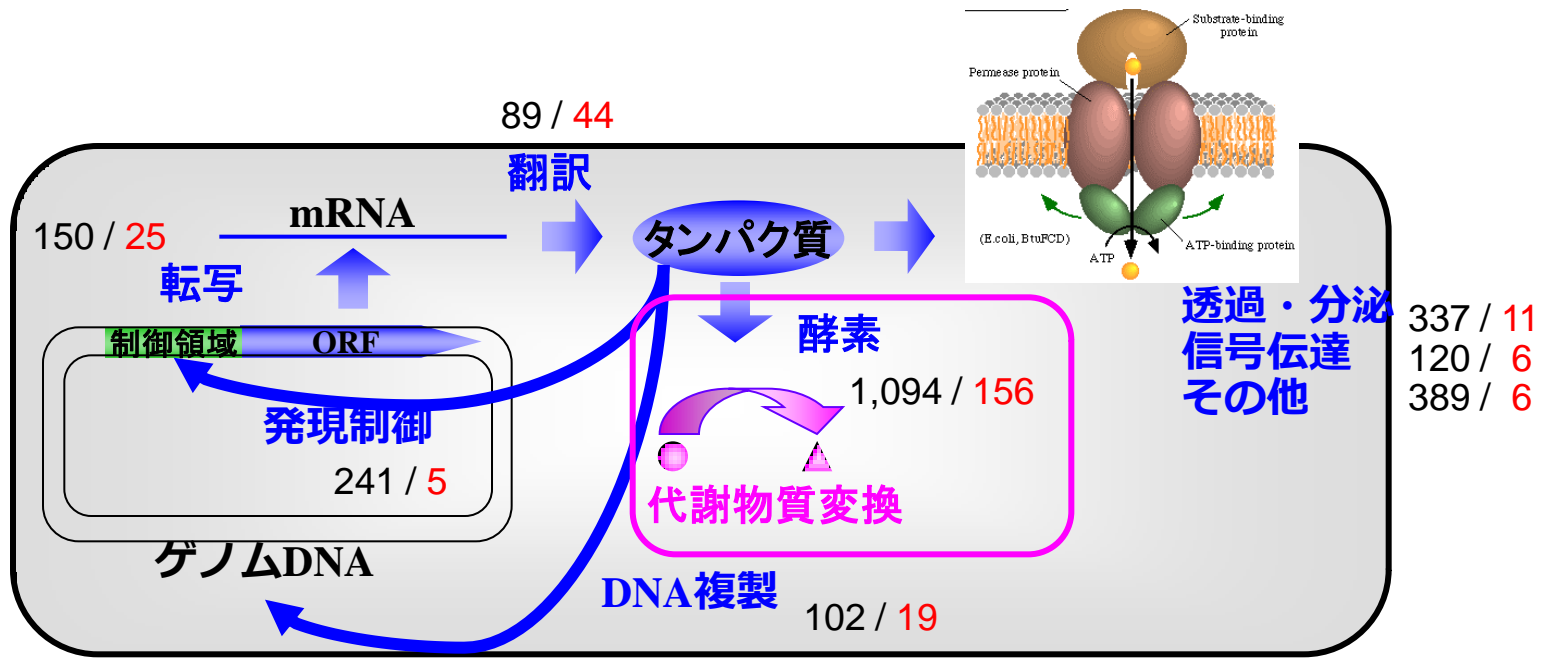 Substrate-binding
protein
Permease protein
89 / 44
翻訳
mRNA
150 / 25
タンパク質
(E.coli, BtuFCD)
ATP
ATP-binding protein
転写
制御領域
ORF
酵素
透過・分泌
337 / 11
信号伝達
120 / 6
その他
389 / 6
1,094 / 156
発現制御
241 / 5
代謝物質変換
ゲノムDNA
DNA複製
102 / 19